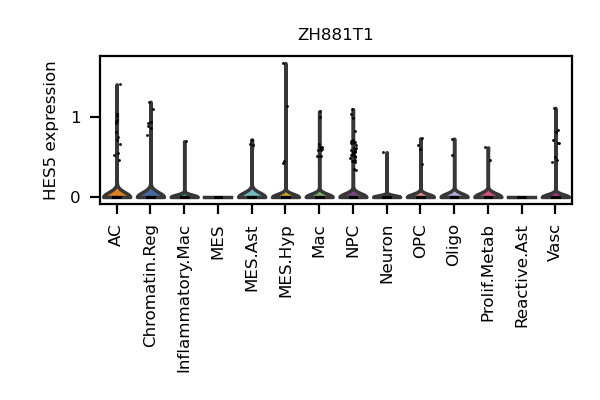 ZH881T1
HES5 expression
1
0
AC
Chromatin.Reg
Inflammatory.Mac
MES
MES.Ast
MES.Hyp
Mac
NPC
Neuron
OPC
Oligo
Prolif.Metab
Reactive.Ast
Vasc